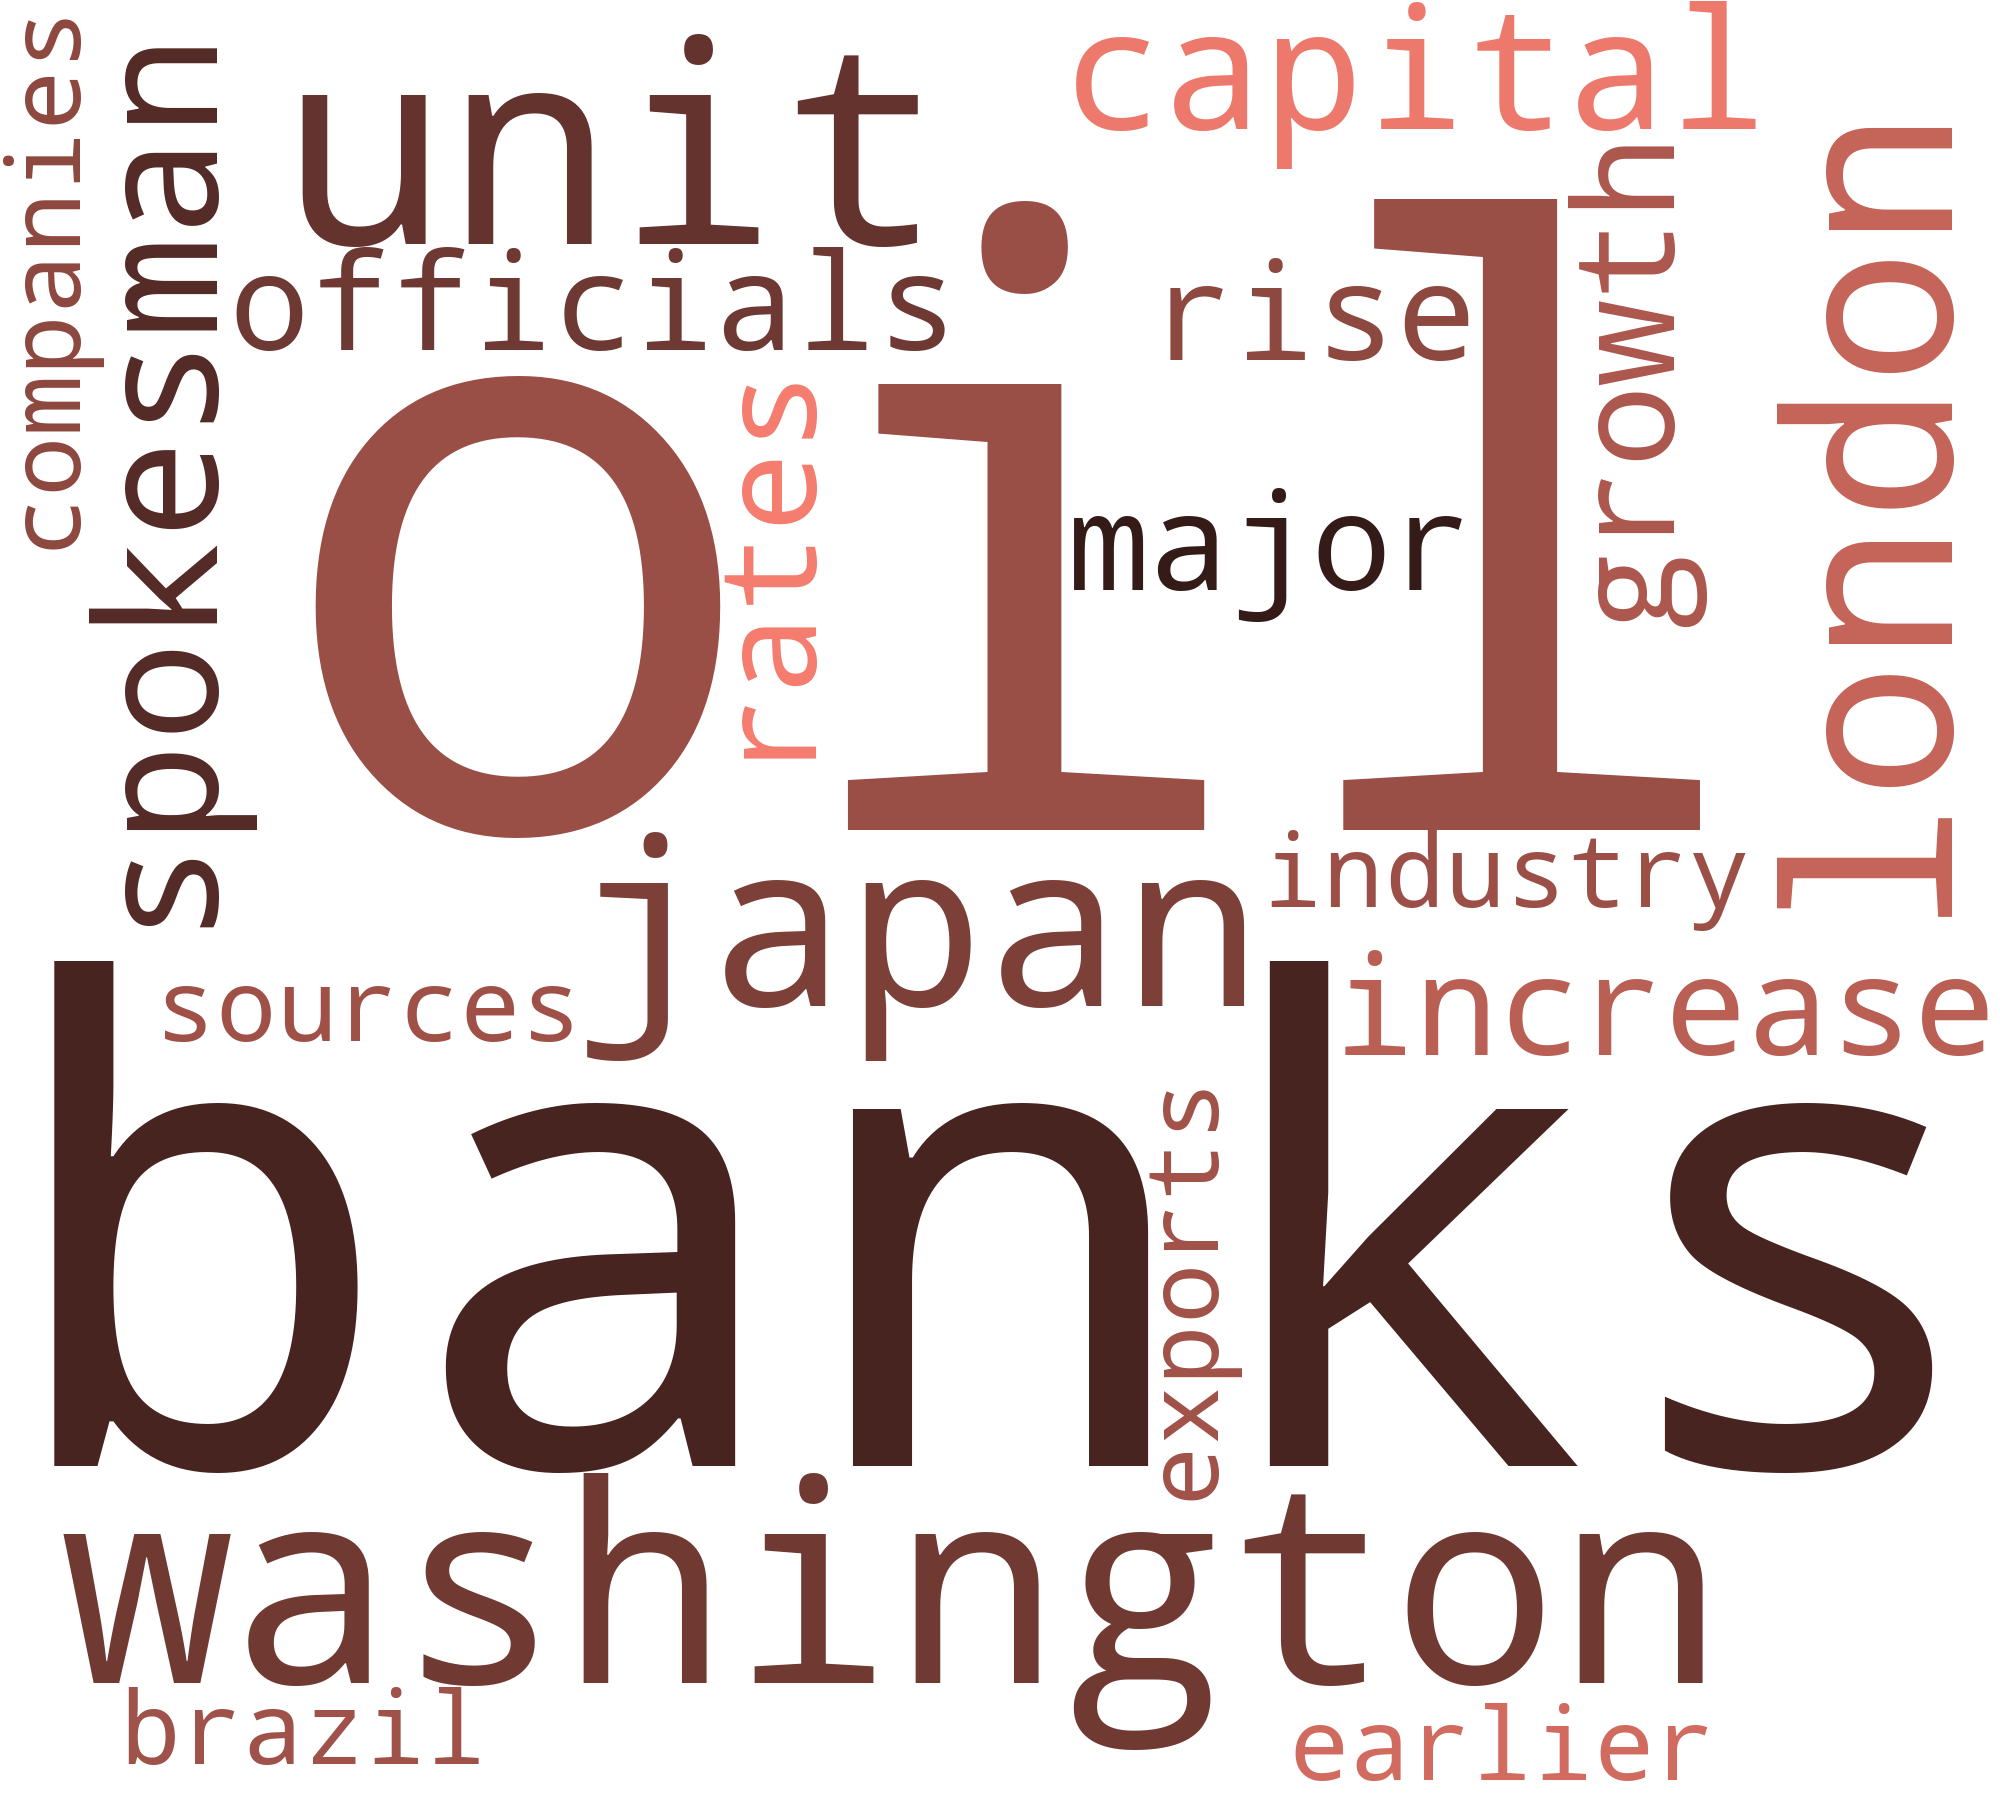 companies
spokesman
unit
capital
officials
rise
growth
london
oil
rates
major
japan
industry
sources
increase
banks
exports
washington
brazil
earlier